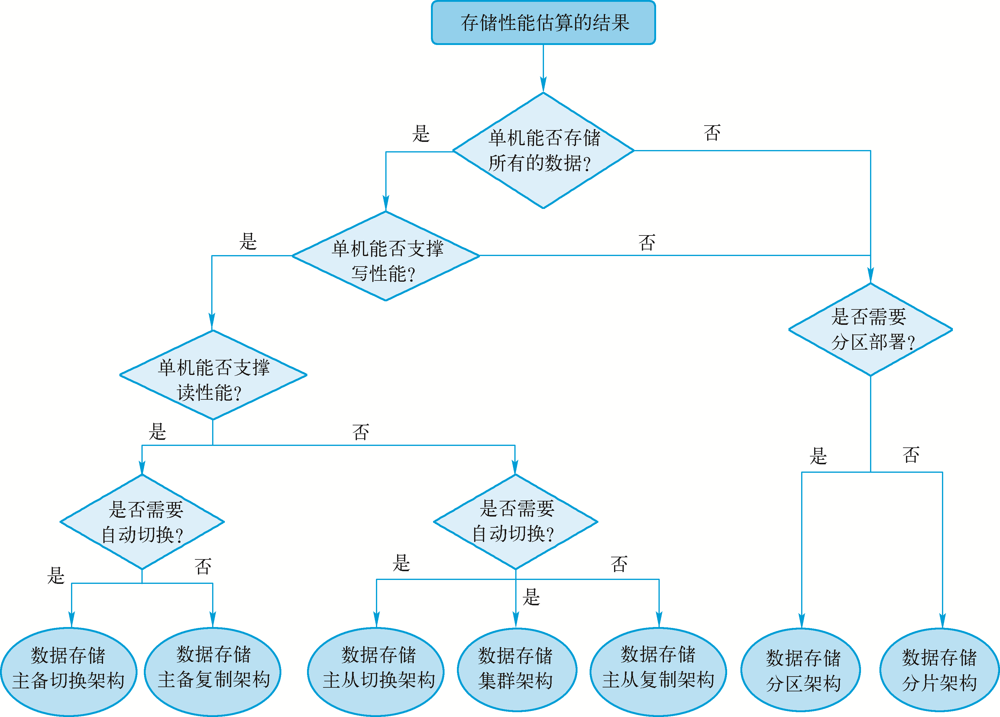 存储性能估算的结果
是
否
单机能否存储
所有的数据?
是
否
单机能否支撑
写性能?
是否需要
分区部署?
单机能否支撑
读性能?
是
否
是
否
是否需要
自动切换?
是否需要
自动切换?
是
否
是
是
否
数据存储
主备切换架构
数据存储
主备复制架构
数据存储
主从切换架构
数据存储
集群架构
数据存储
主从复制架构
数据存储
分区架构
数据存储
分片架构